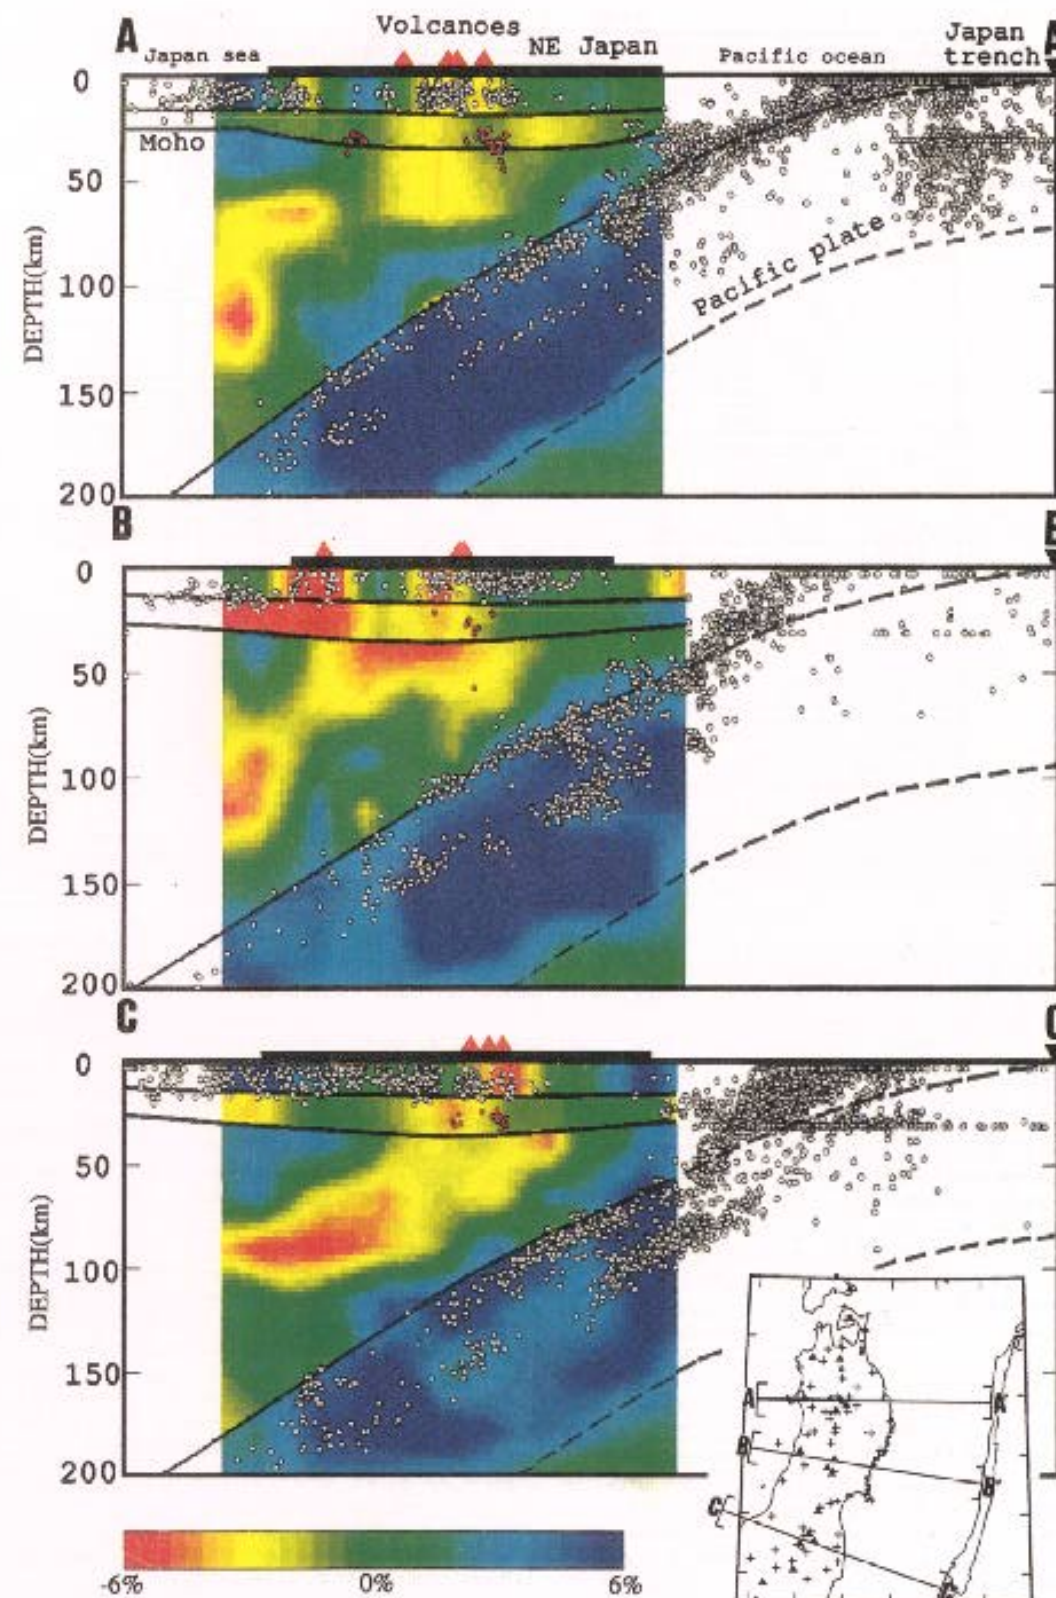 A
Volcanoes
Japan sea
NE Japan
Pacific ocean
Japan
trench
0
Moho
50
100
150
200
DEPTH(km)
Pacific plate
B
0
50
100
150
200
DEPTH(km)
C
0
50
100
150
200
DEPTH(km)
-6%
0%
6%
A
A'
B
B'
C